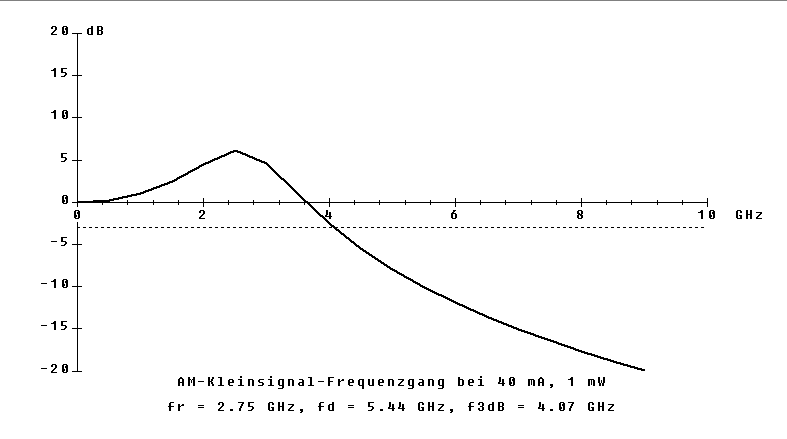 20 dB
15
10
5
0
0 2 4 6 8 10 GHz
-5
-10
-15
-20
AM-Kleinsignal-Frequenzgang bei 40 mA, 1 mW
fr = 2.75 GHz, fd = 5.44 GHz, f3dB = 4.07 GHz